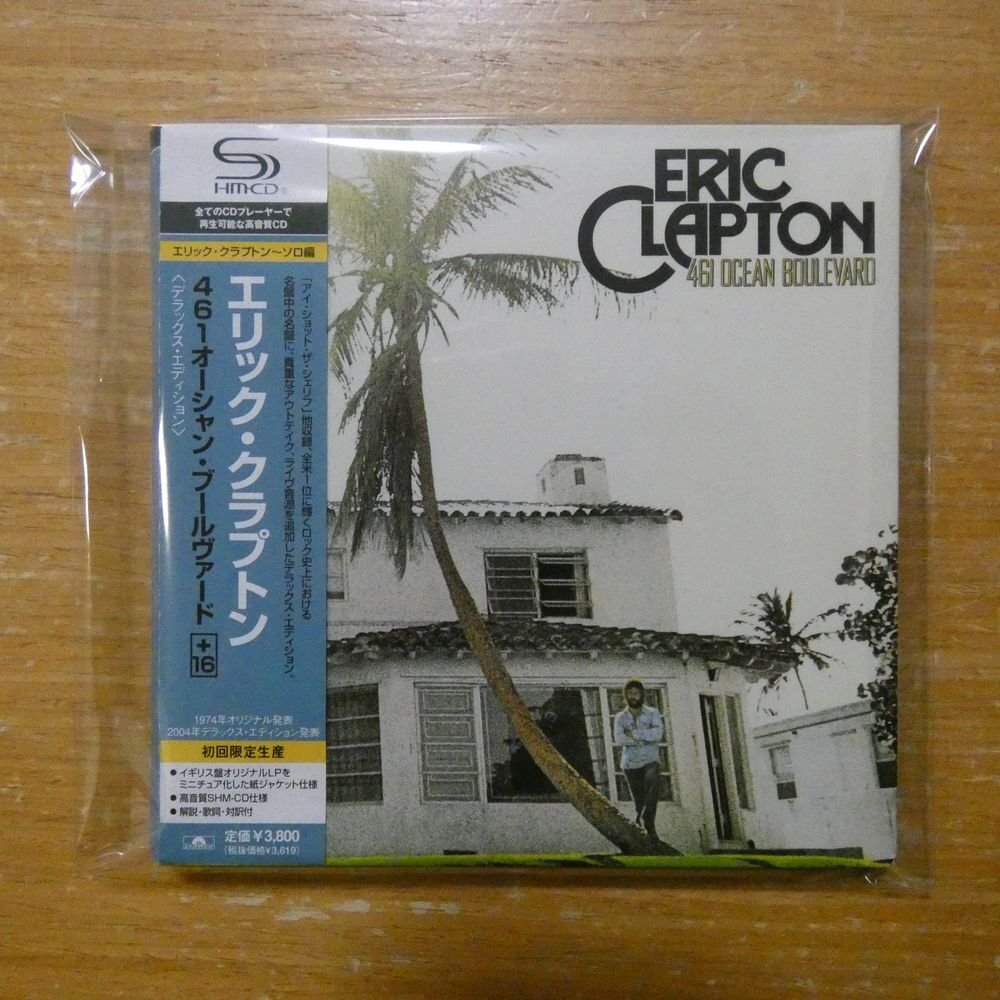 SHM-CD®
全てのCDプレーヤーで
再生可能な高音質CD
エリック・クラプトン～ソロ編
「アイ・ショット・ザ・シェリフ」他収録、全米1位に輝くロック史上における
名盤中の名盤に、貴重なアウトテイク、ライヴ音源を追加したデラックス・エディション。
エリック・クラプトン
461オーシャン・ブールヴァード +16
〈デラックス・エディション〉
1974年オリジナル発表
2004年デラックス・エディション発表
初回限定生産
●イギリス盤オリジナルLPを
ミニチュア化した紙ジャケット仕様
●高音質SHM-CD仕様
●解説・歌詞・対訳付
polydor
定価¥3,800
(税抜価格¥3,619)
ERIC
CLAPTON
461 OCEAN BOULEVARD